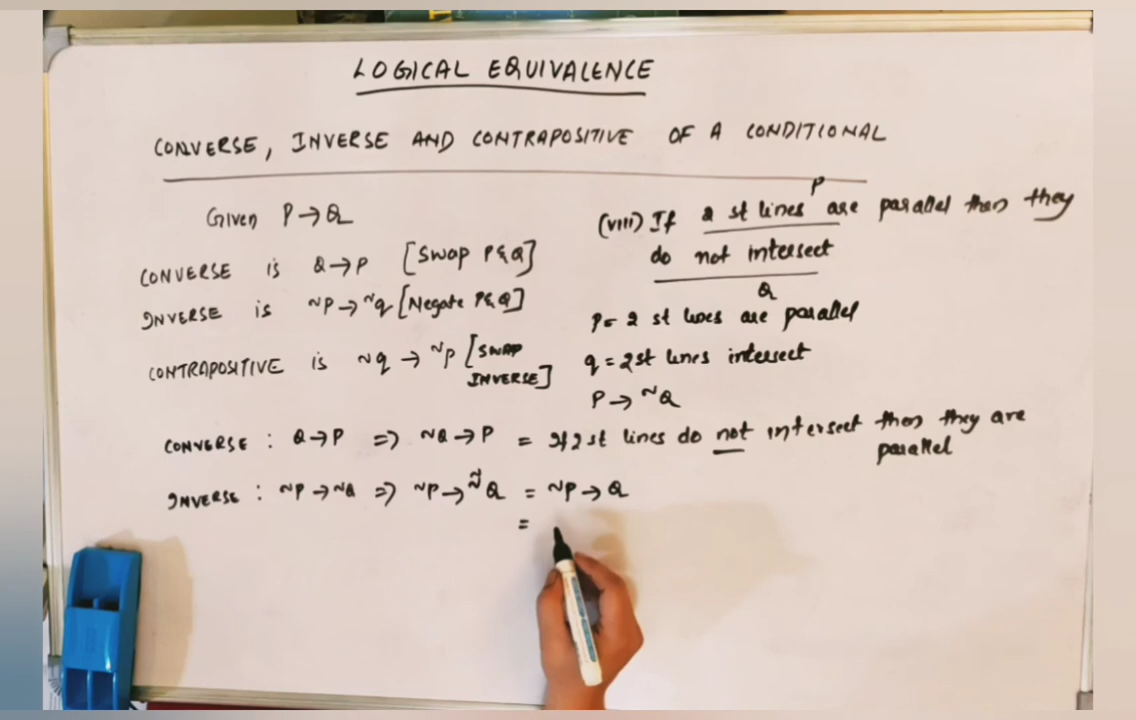 LOGICAL EQUIVALENCE
CONVERSE, INVERSE AND CONTRAPOSITIVE OF A CONDITIONAL
Given P→Q
CONVERSE is Q→P [Swap P&Q]
INVERSE is ~P→~q [Negate P&Q]
CONTRAPOSITIVE is ~q → ~p [SWAP
INVERSE]
P
(VIII) If 2 st lines are parallel then they
do not intersect
Q
p= 2 st lines are parallel
q = 2 st lines intersect
P → ~Q
CONVERSE : Q→P => ~Q→P = If 2 st lines do not intersect then they are
parallel
INVERSE : ~P→~Q => ~P→~~Q = ~P→Q
=